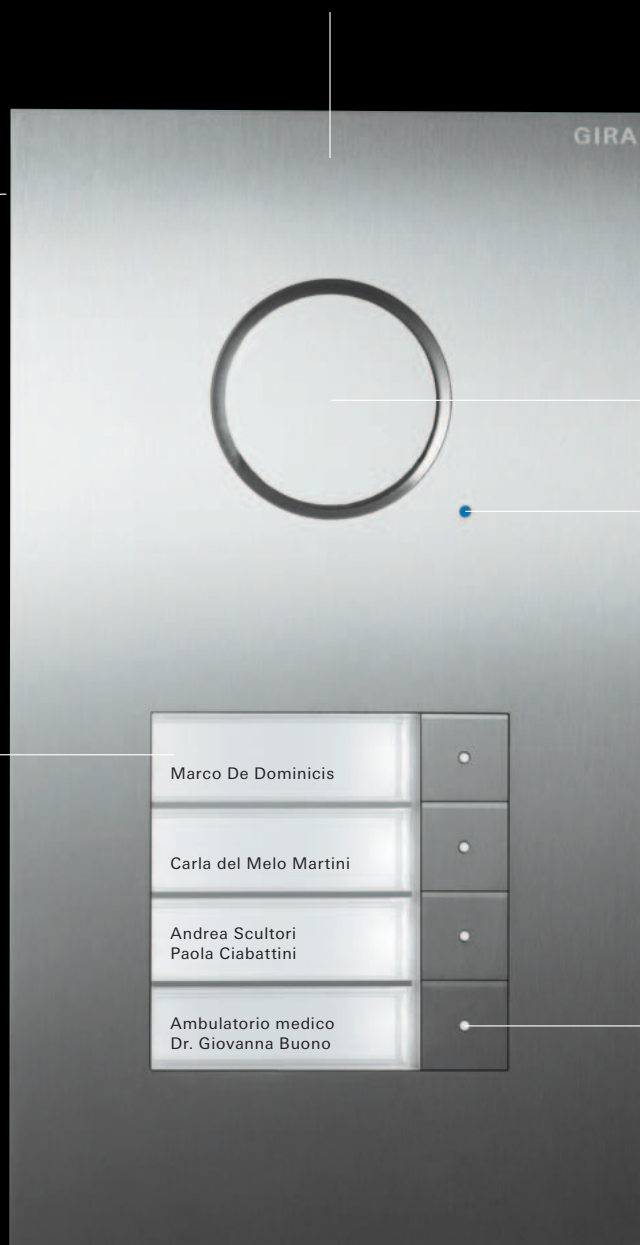 GIRA
Marco De Dominicis
Carla del Melo Martini
Andrea Scultori
Paola Ciabattini
Ambulatorio medico
Dr. Giovanna Buono